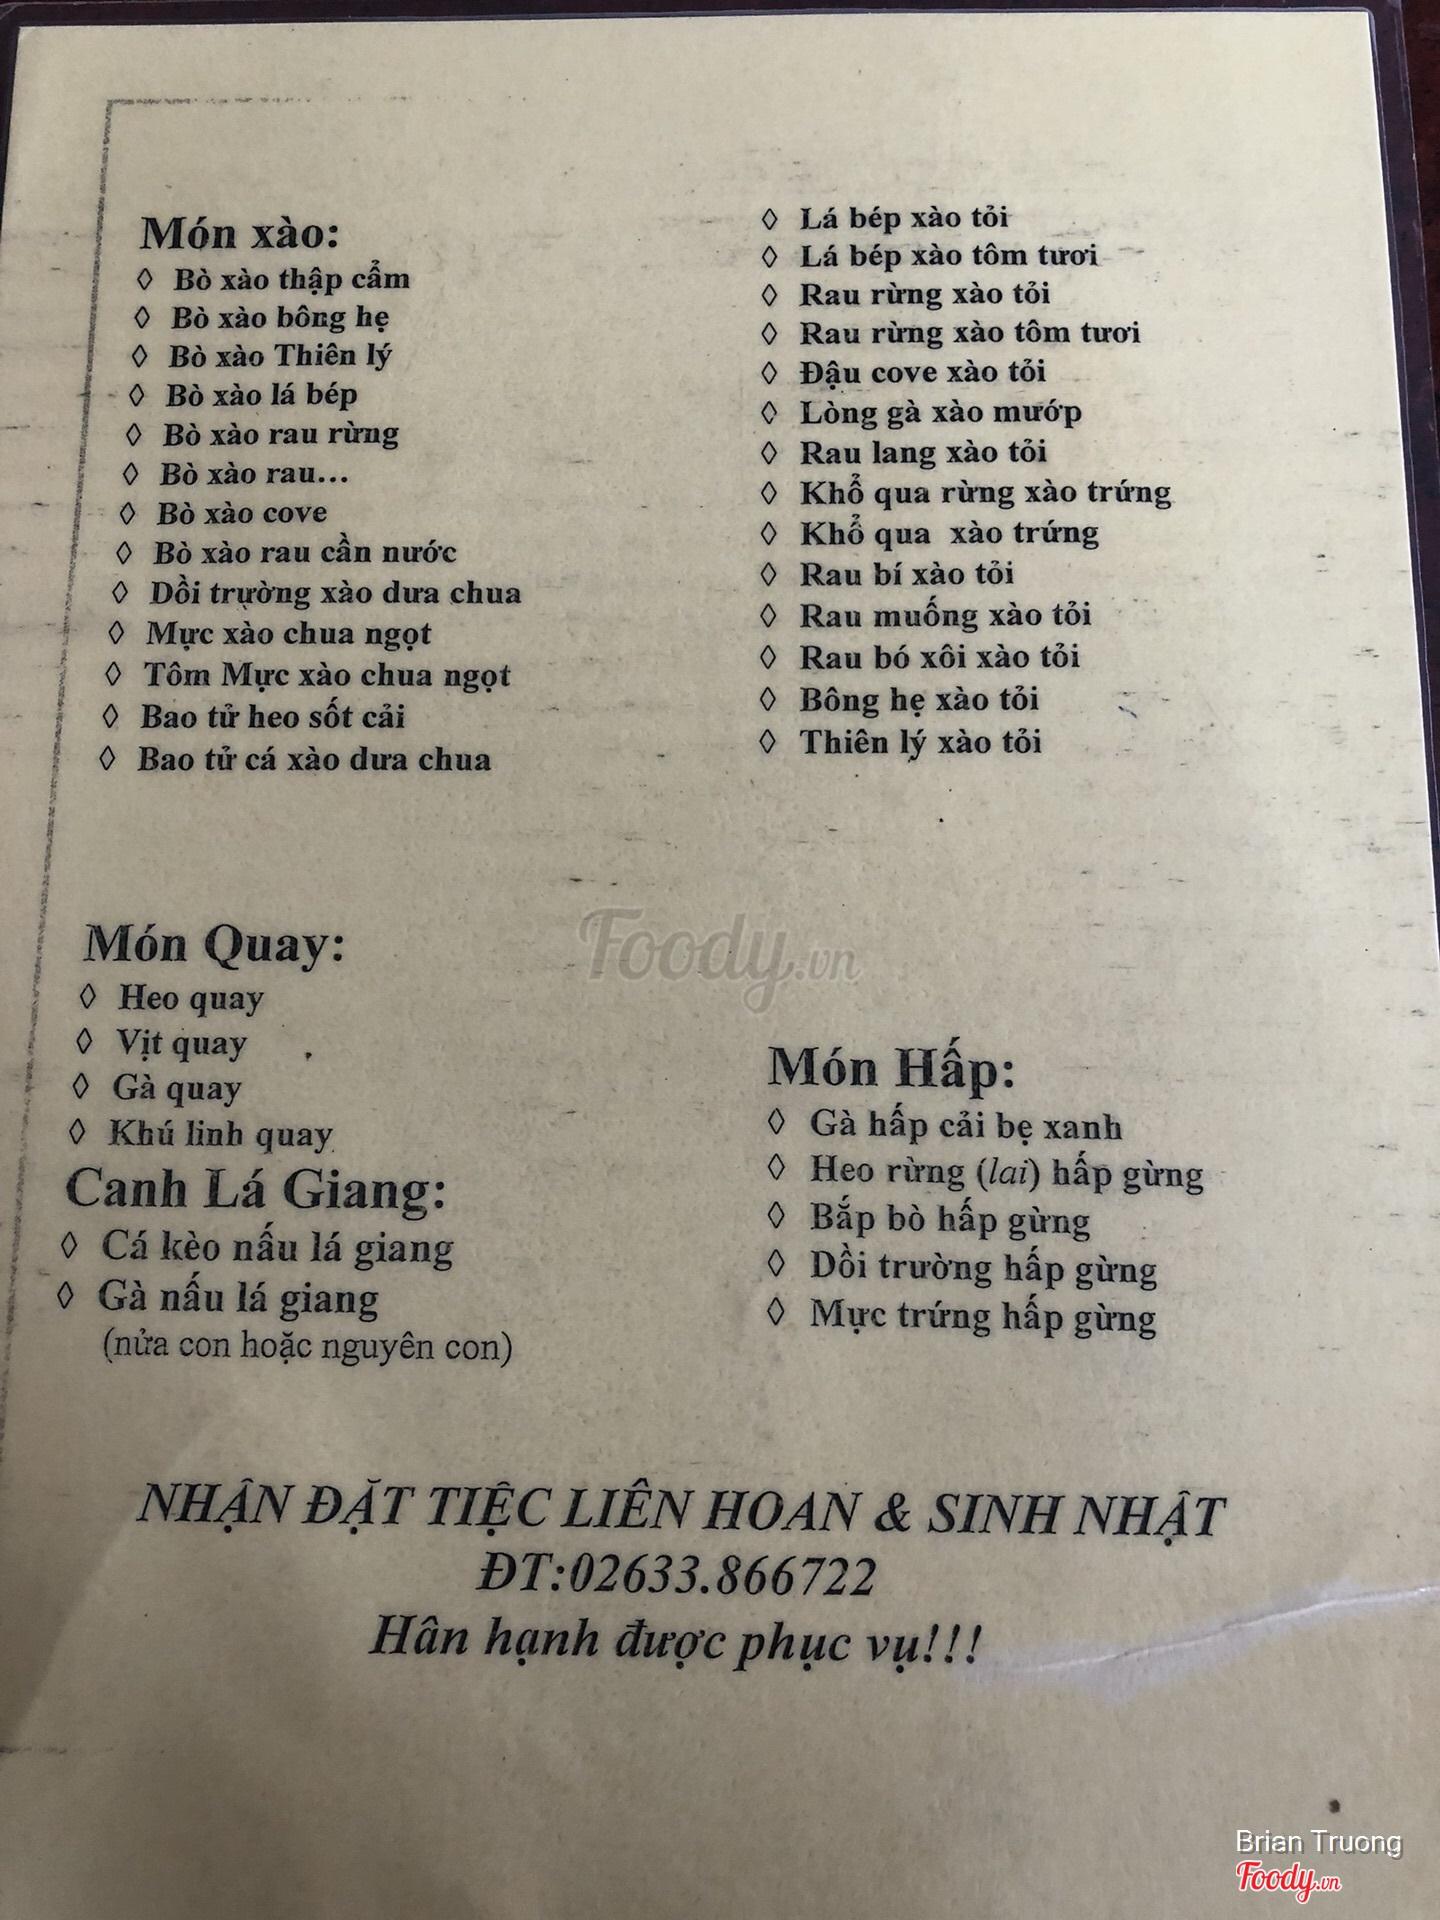 Món xào:
◊ Bò xào thập cẩm
◊ Bò xào bông hẹ
◊ Bò xào Thiên lý
◊ Bò xào lá bép
◊ Bò xào rau rừng
◊ Bò xào rau...
◊ Bò xào cove
◊ Bò xào rau cần nước
◊ Dồi trường xào dưa chua
◊ Mực xào chua ngọt
◊ Tôm Mực xào chua ngọt
◊ Bao tử heo sốt cải
◊ Bao tử cá xào dưa chua
◊ Lá bép xào tỏi
◊ Lá bép xào tôm tươi
◊ Rau rừng xào tỏi
◊ Rau rừng xào tôm tươi
◊ Đậu cove xào tỏi
◊ Lòng gà xào mướp
◊ Rau lang xào tỏi
◊ Khổ qua rừng xào trứng
◊ Khổ qua xào trứng
◊ Rau bí xào tỏi
◊ Rau muống xào tỏi
◊ Rau bó xôi xào tỏi
◊ Bông hẹ xào tỏi
◊ Thiên lý xào tỏi
Foody.vn
Món Quay:
◊ Heo quay
◊ Vịt quay
◊ Gà quay
◊ Khú linh quay
Canh Lá Giang:
◊ Cá kèo nấu lá giang
◊ Gà nấu lá giang
(nửa con hoặc nguyên con)
Món Hấp:
◊ Gà hấp cải bẹ xanh
◊ Heo rừng (lai) hấp gừng
◊ Bắp bò hấp gừng
◊ Dồi trường hấp gừng
◊ Mực trứng hấp gừng
NHẬN ĐẶT TIỆC LIÊN HOAN & SINH NHẬT
ĐT:02633.866722
Hân hạnh được phục vụ!!!
Brian Truong
Foody.vn